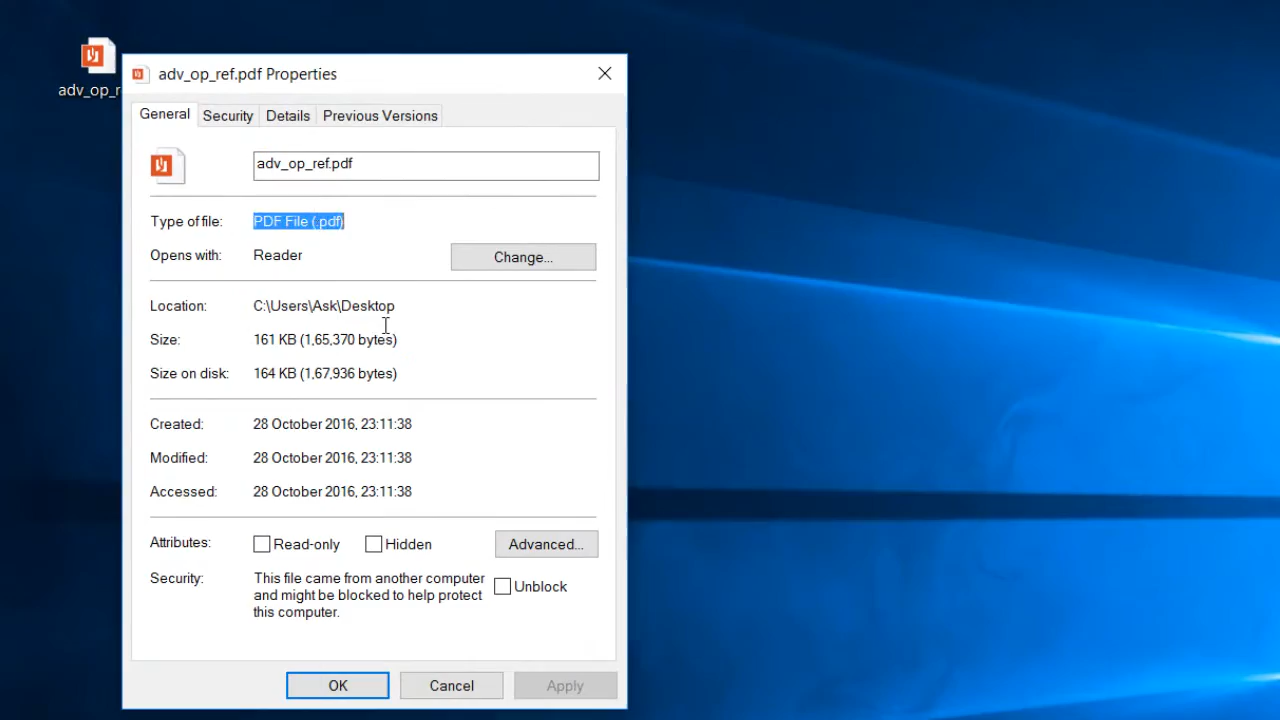 adv_op_r
adv_op_ref.pdf Properties
General Security Details Previous Versions
adv_op_ref.pdf
Type of file: PDF File (.pdf)
Opens with: Reader Change...
Location: C:\Users\Ask\Desktop
Size: 161 KB (1,65,370 bytes)
Size on disk: 164 KB (1,67,936 bytes)
Created: 28 October 2016, 23:11:38
Modified: 28 October 2016, 23:11:38
Accessed: 28 October 2016, 23:11:38
Attributes: Read-only Hidden Advanced...
Security: This file came from another computer
and might be blocked to help protect
this computer.
Unblock
OK Cancel Apply